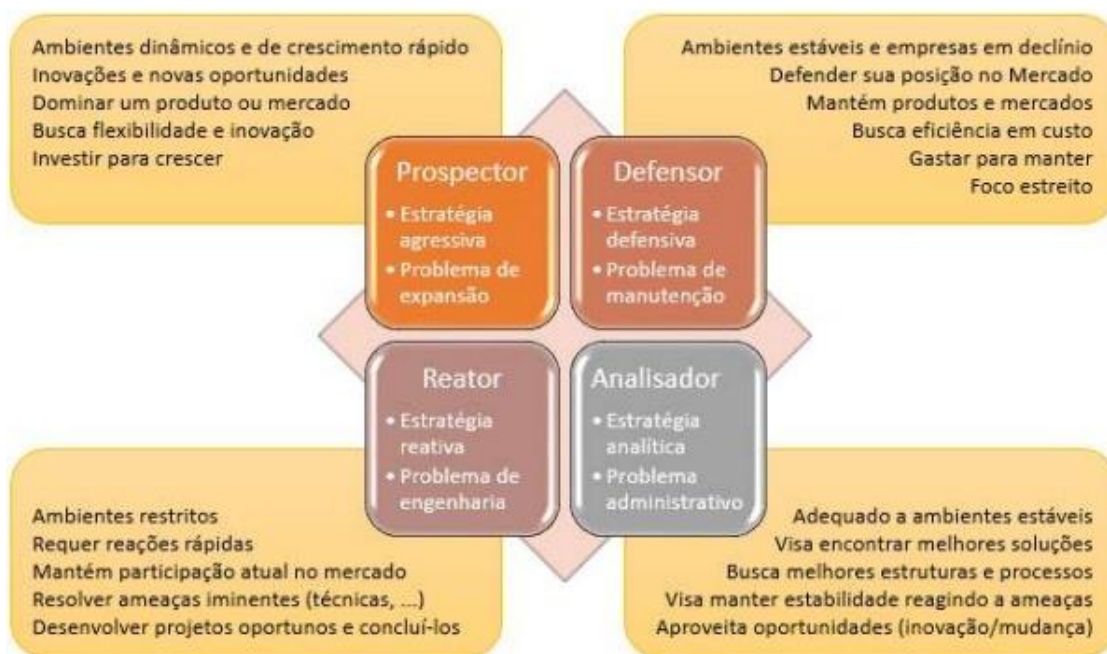 Ambientes dinâmicos e de crescimento rápido
Inovações e novas oportunidades
Dominar um produto ou mercado
Busca flexibilidade e inovação
Investir para crescer
Ambientes estáveis e empresas em declínio
Defender sua posição no Mercado
Mantém produtos e mercados
Busca eficiência em custo
Gastar para manter
Foco estreito
Prospector
• Estratégia
agressiva
• Problema de
expansão
Defensor
• Estratégia
defensiva
• Problema de
manutenção
Reator
• Estratégia
reativa
• Problema de
engenharia
Analisador
• Estratégia
analítica
• Problema
administrativo
Ambientes restritos
Requer reações rápidas
Mantém participação atual no mercado
Resolver ameaças iminentes (técnicas, ...)
Desenvolver projetos oportunos e concluí-los
Adequado a ambientes estáveis
Visa encontrar melhores soluções
Busca melhores estruturas e processos
Visa manter estabilidade reagindo a ameaças
Aproveita oportunidades (inovação/mudança)